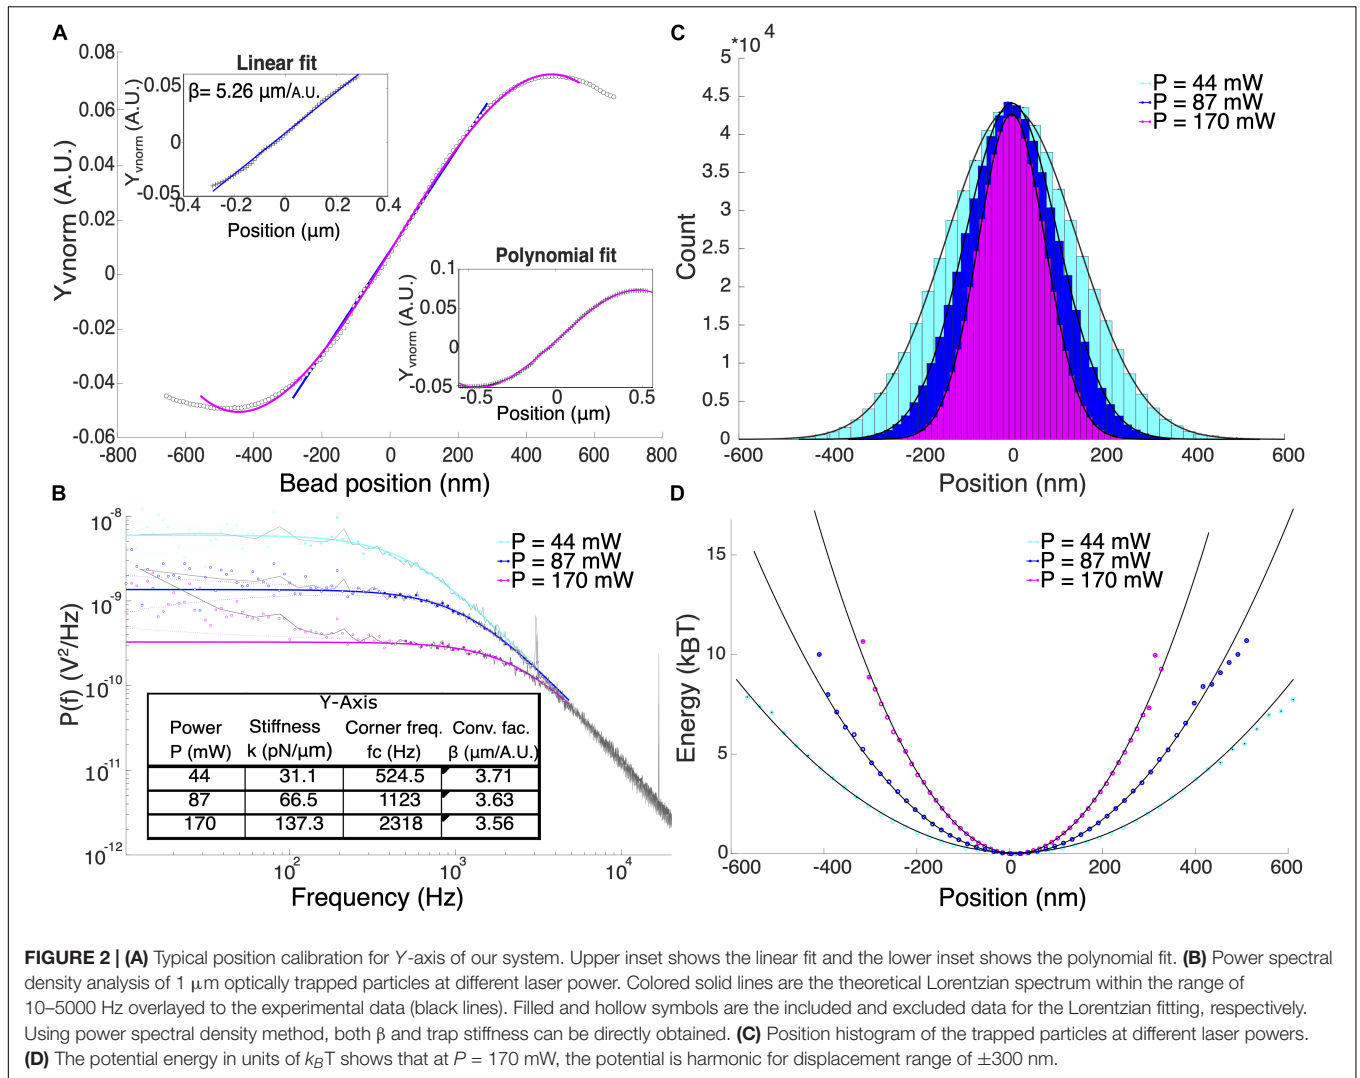 A
0.08
0.06
0.04
0.02
0
-0.02
-0.04
-0.06
Yvnorm (A.U.)
-800
-600
-400
-200
0
200
400
600
800
Bead position (nm)
Linear fit
β= 5.26 μm/A.U.
0.05
0
-0.05
Yvnorm (A.U.)
-0.4
-0.2
0
0.2
0.4
Position (μm)
Polynomial fit
0.1
0.05
0
-0.05
Yvnorm (A.U.)
-0.5
0
0.5
Position (μm)
C
*10⁴
5
4.5
4
3.5
3
2.5
2
1.5
1
0.5
0
Count
P = 44 mW
P = 87 mW
P = 170 mW
-600
-400
-200
0
200
400
600
Position (nm)
B
10⁻⁸
10⁻⁹
10⁻¹⁰
10⁻¹¹
10⁻¹²
P(f) (V²/Hz)
P = 44 mW
P = 87 mW
P = 170 mW
Y-Axis
Power Stiffness Corner freq. Conv. fac.
P (mW) k (pN/μm) fc (Hz) β (μm/A.U.)
44 31.1 524.5 3.71
87 66.5 1123 3.63
170 137.3 2318 3.56
10²
10³
10⁴
Frequency (Hz)
D
15
10
5
0
Energy (kBT)
P = 44 mW
P = 87 mW
P = 170 mW
-600
-400
-200
0
200
400
600
Position (nm)
FIGURE 2 | (A) Typical position calibration for Y-axis of our system. Upper inset shows the linear fit and the lower inset shows the polynomial fit. (B) Power spectral
density analysis of 1 μm optically trapped particles at different laser power. Colored solid lines are the theoretical Lorentzian spectrum within the range of
10–5000 Hz overlayed to the experimental data (black lines). Filled and hollow symbols are the included and excluded data for the Lorentzian fitting, respectively.
Using power spectral density method, both β and trap stiffness can be directly obtained. (C) Position histogram of the trapped particles at different laser powers.
(D) The potential energy in units of kBT shows that at P = 170 mW, the potential is harmonic for displacement range of ±300 nm.